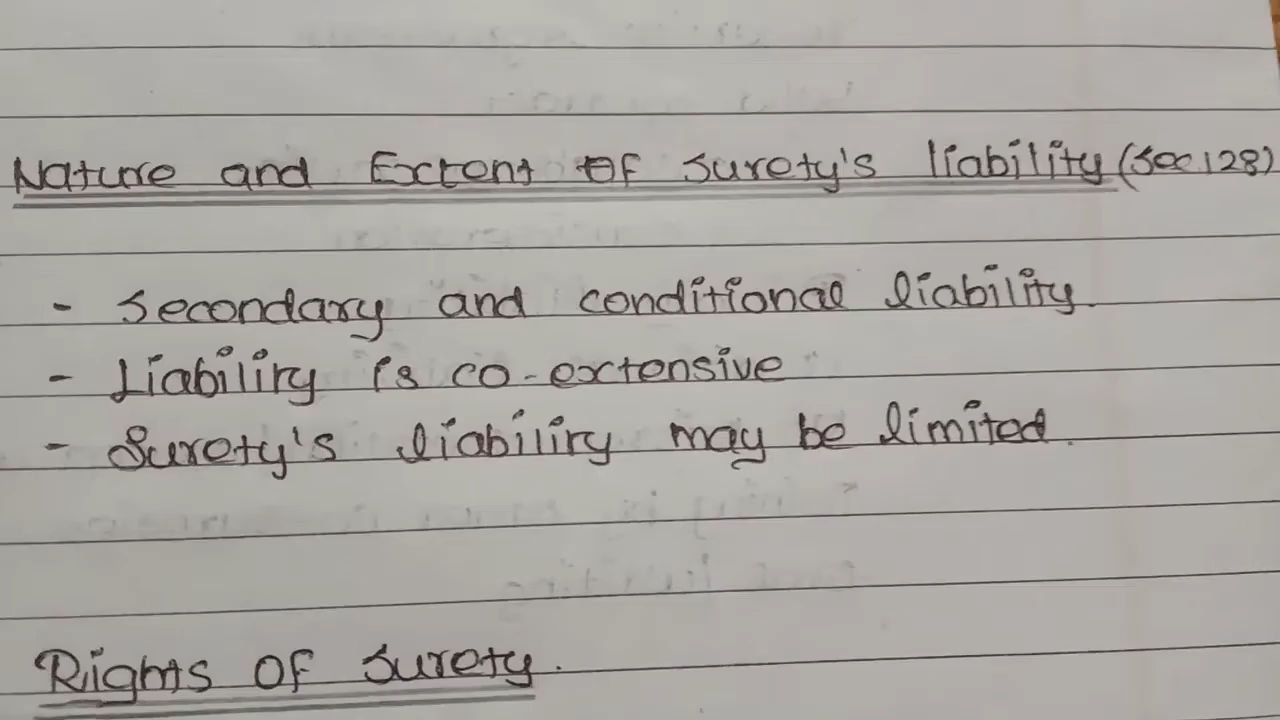 Nature and Extent of Surety's liability (Sec.128)
- Secondary and conditional liability.
- Liability is co-extensive
- Surety's liability may be limited.
Rights of Surety.